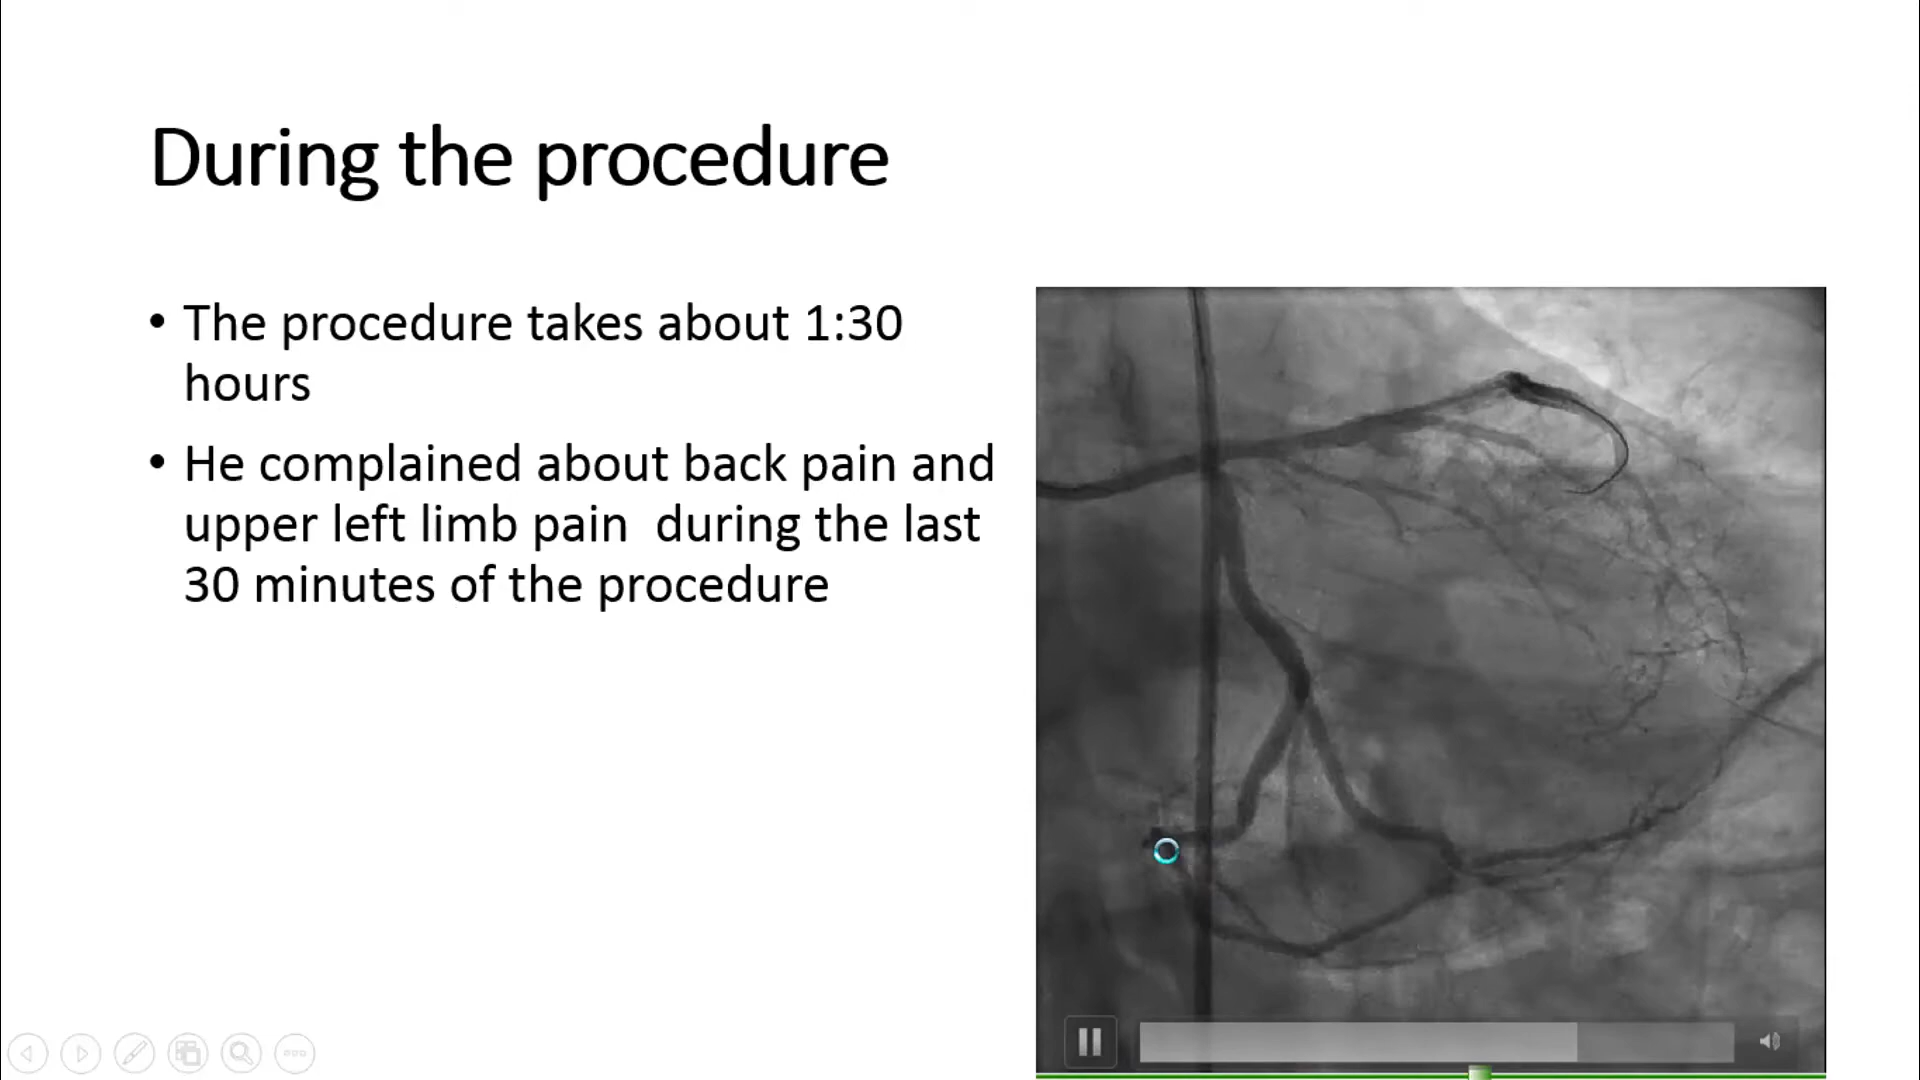 During the procedure
• The procedure takes about 1:30
hours
• He complained about back pain and
upper left limb pain  during the last
30 minutes of the procedure